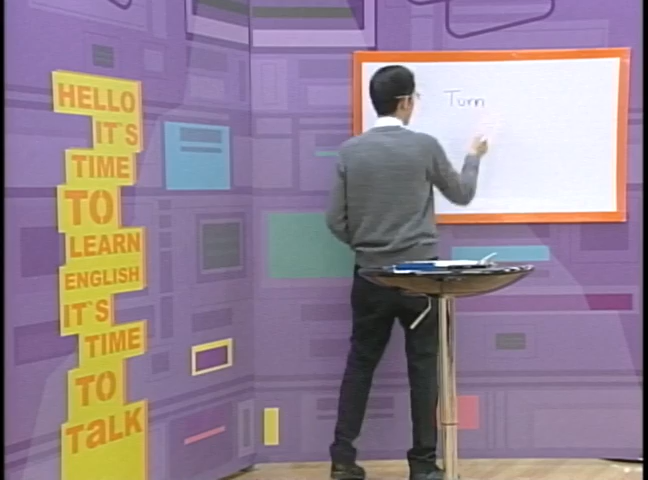 HELLO
IT'S
TIME
TO
LEARN
ENGLISH
IT'S
TIME
TO
TaLK
Turn